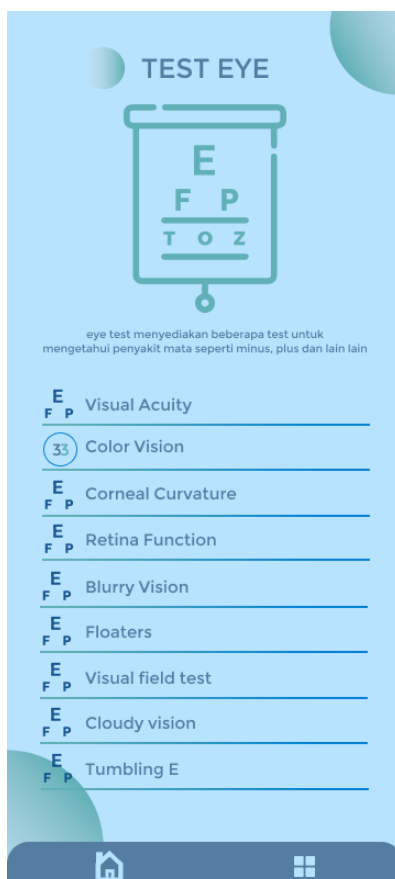 TEST EYE
E
F P
T O Z
eye test menyediakan beberapa test untuk
mengetahui penyakit mata seperti minus, plus dan lain lain
E
F P Visual Acuity
33 Color Vision
E
F P Corneal Curvature
E
F P Retina Function
E
F P Blurry Vision
E
F P Floaters
E
F P Visual field test
E
F P Cloudy vision
E
F P Tumbling E